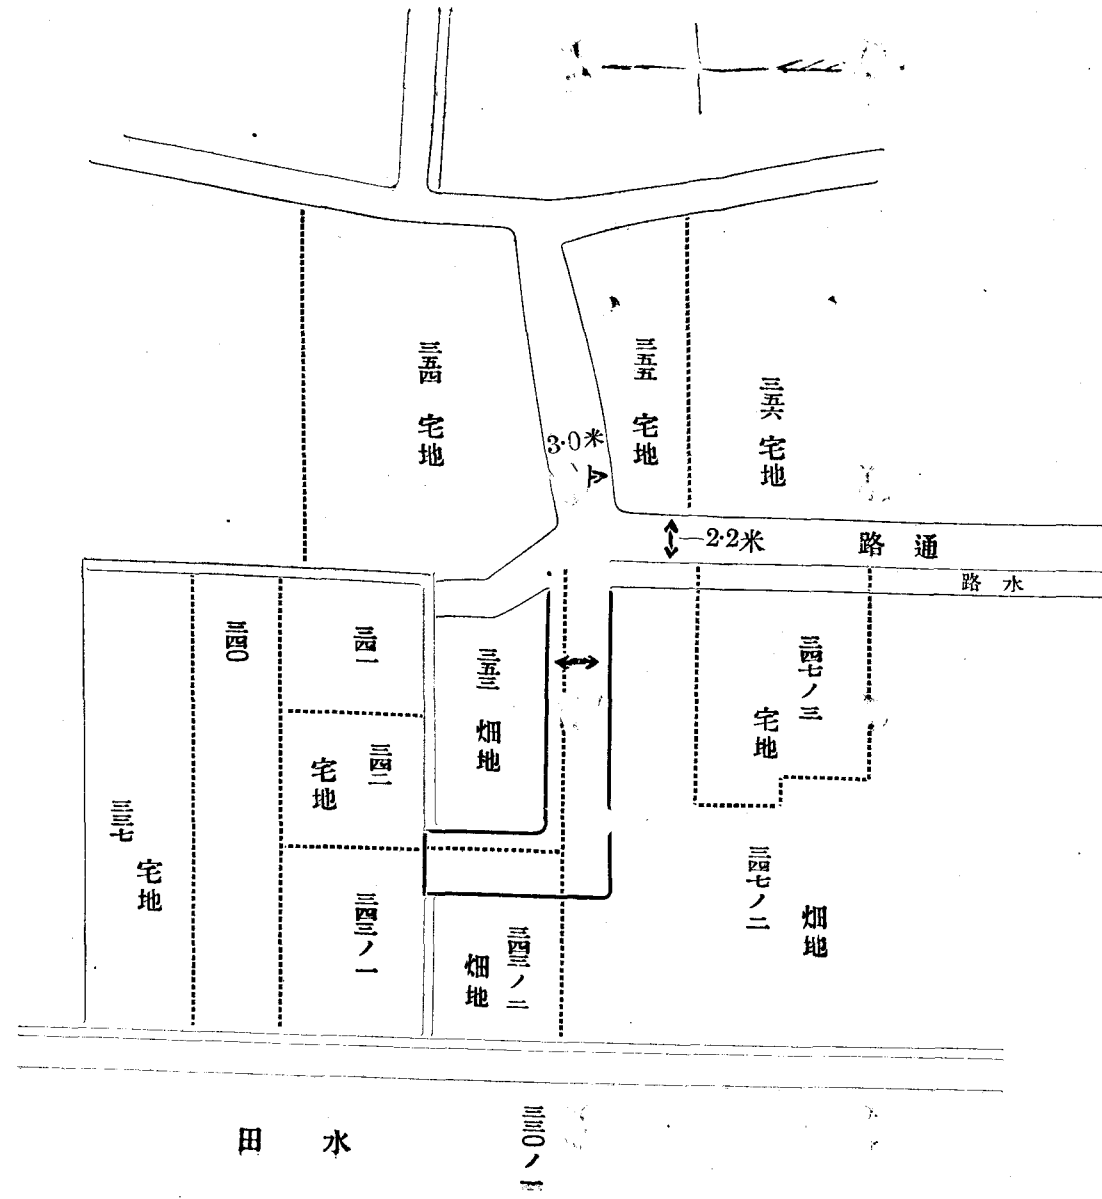 三五四 宅地
三五五 宅地
三五六 宅地
3.0米
2.2米
路通
路水
三四〇
三四一
三五三 畑地
三四七ノ三
宅地
三四二
宅地
三三七
宅地
三四三ノ一
三四三ノ二
畑地
三四七ノ二
畑地
田水
三三〇ノ一